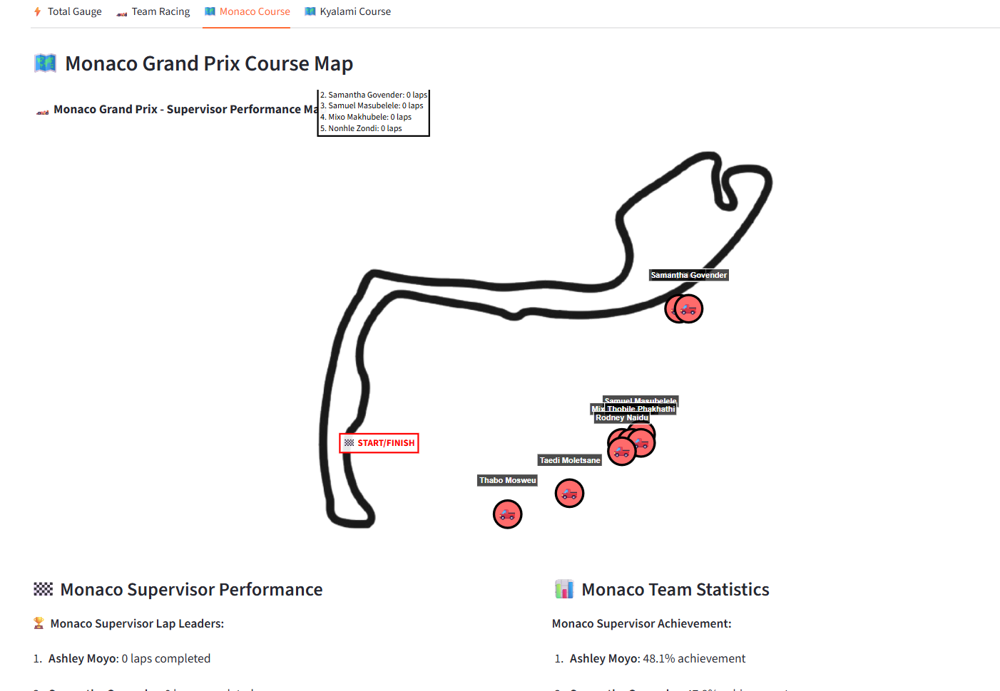 Total Gauge
Team Racing
Monaco Course
Kyalami Course
Monaco Grand Prix Course Map
Monaco Grand Prix - Supervisor Performance Ma
2. Samantha Govender: 0 laps
3. Samuel Masubelele: 0 laps
4. Mixo Makhubele: 0 laps
5. Nonhle Zondi: 0 laps
Samantha Govender
Samuel Masubelele
Mix Thobile Phakhathi
Rodney Naidu
START/FINISH
Taedi Moletsane
Thabo Mosweu
Monaco Supervisor Performance
Monaco Supervisor Lap Leaders:
1. Ashley Moyo: 0 laps completed
Monaco Team Statistics
Monaco Supervisor Achievement:
1. Ashley Moyo: 48.1% achievement